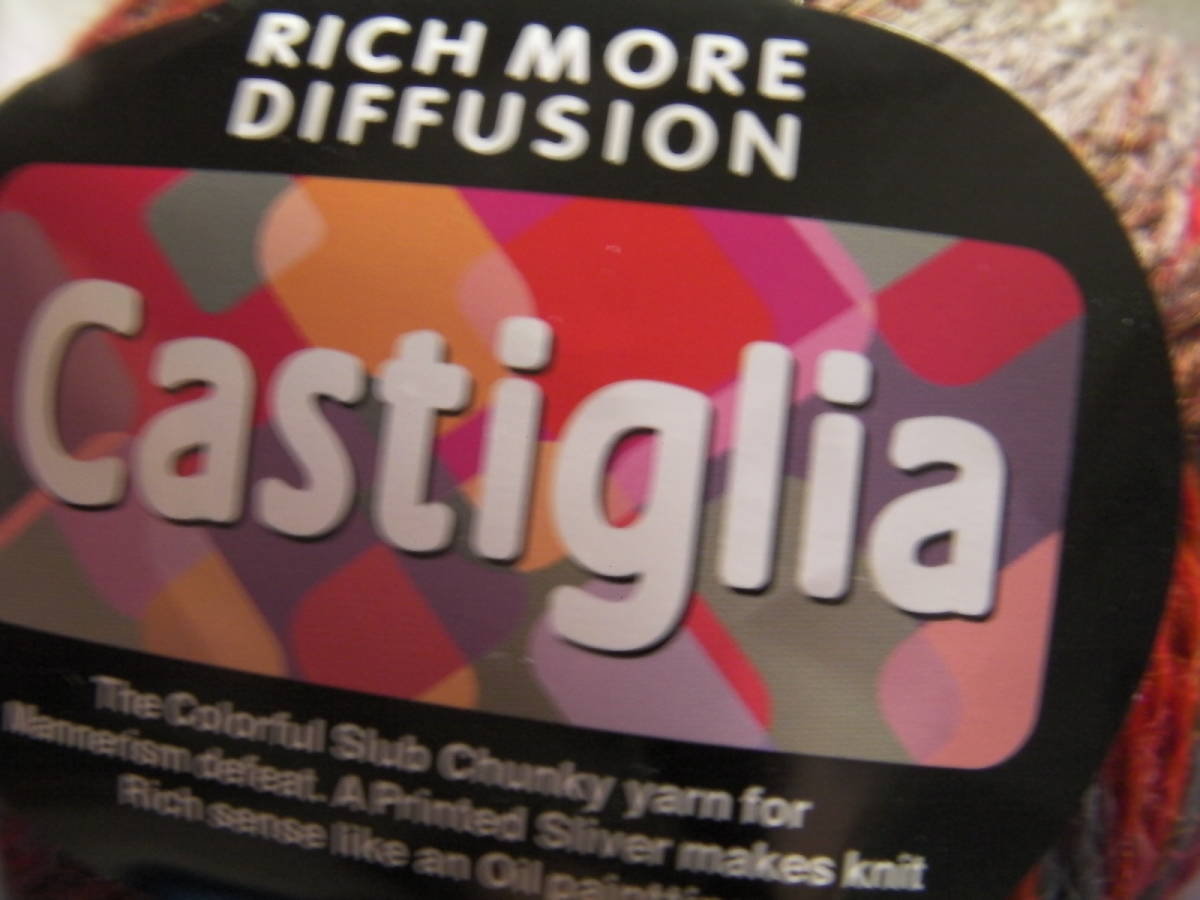 RICH MORE
DIFFUSION
Castiglia
The Colorful Slub Chunky yarn for
Mannerism defeat. A Printed Sliver makes knit
Rich sense like an Oil